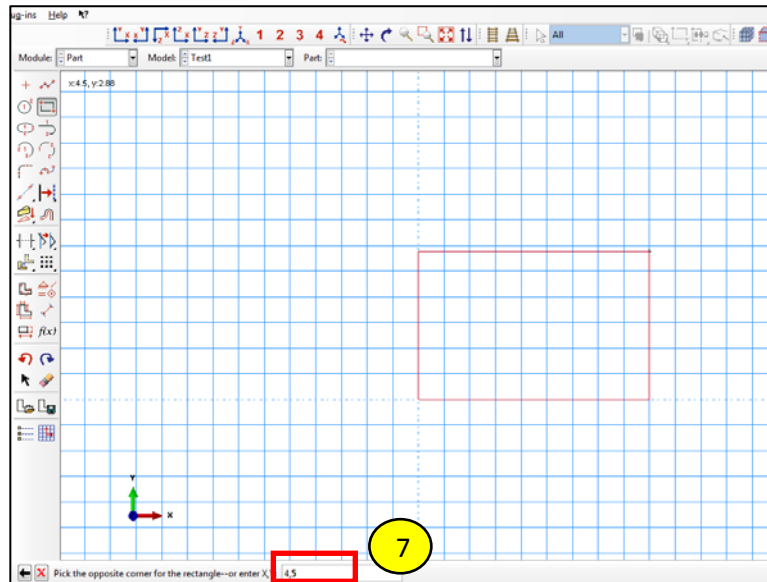 ug-ins Help
1 2 3 4 All
Module: Part Model: Test1 Part:
x:4.5, y:2.88
f(x)
Y
X
7
Pick the opposite corner for the rectangle--or enter X, 4,5